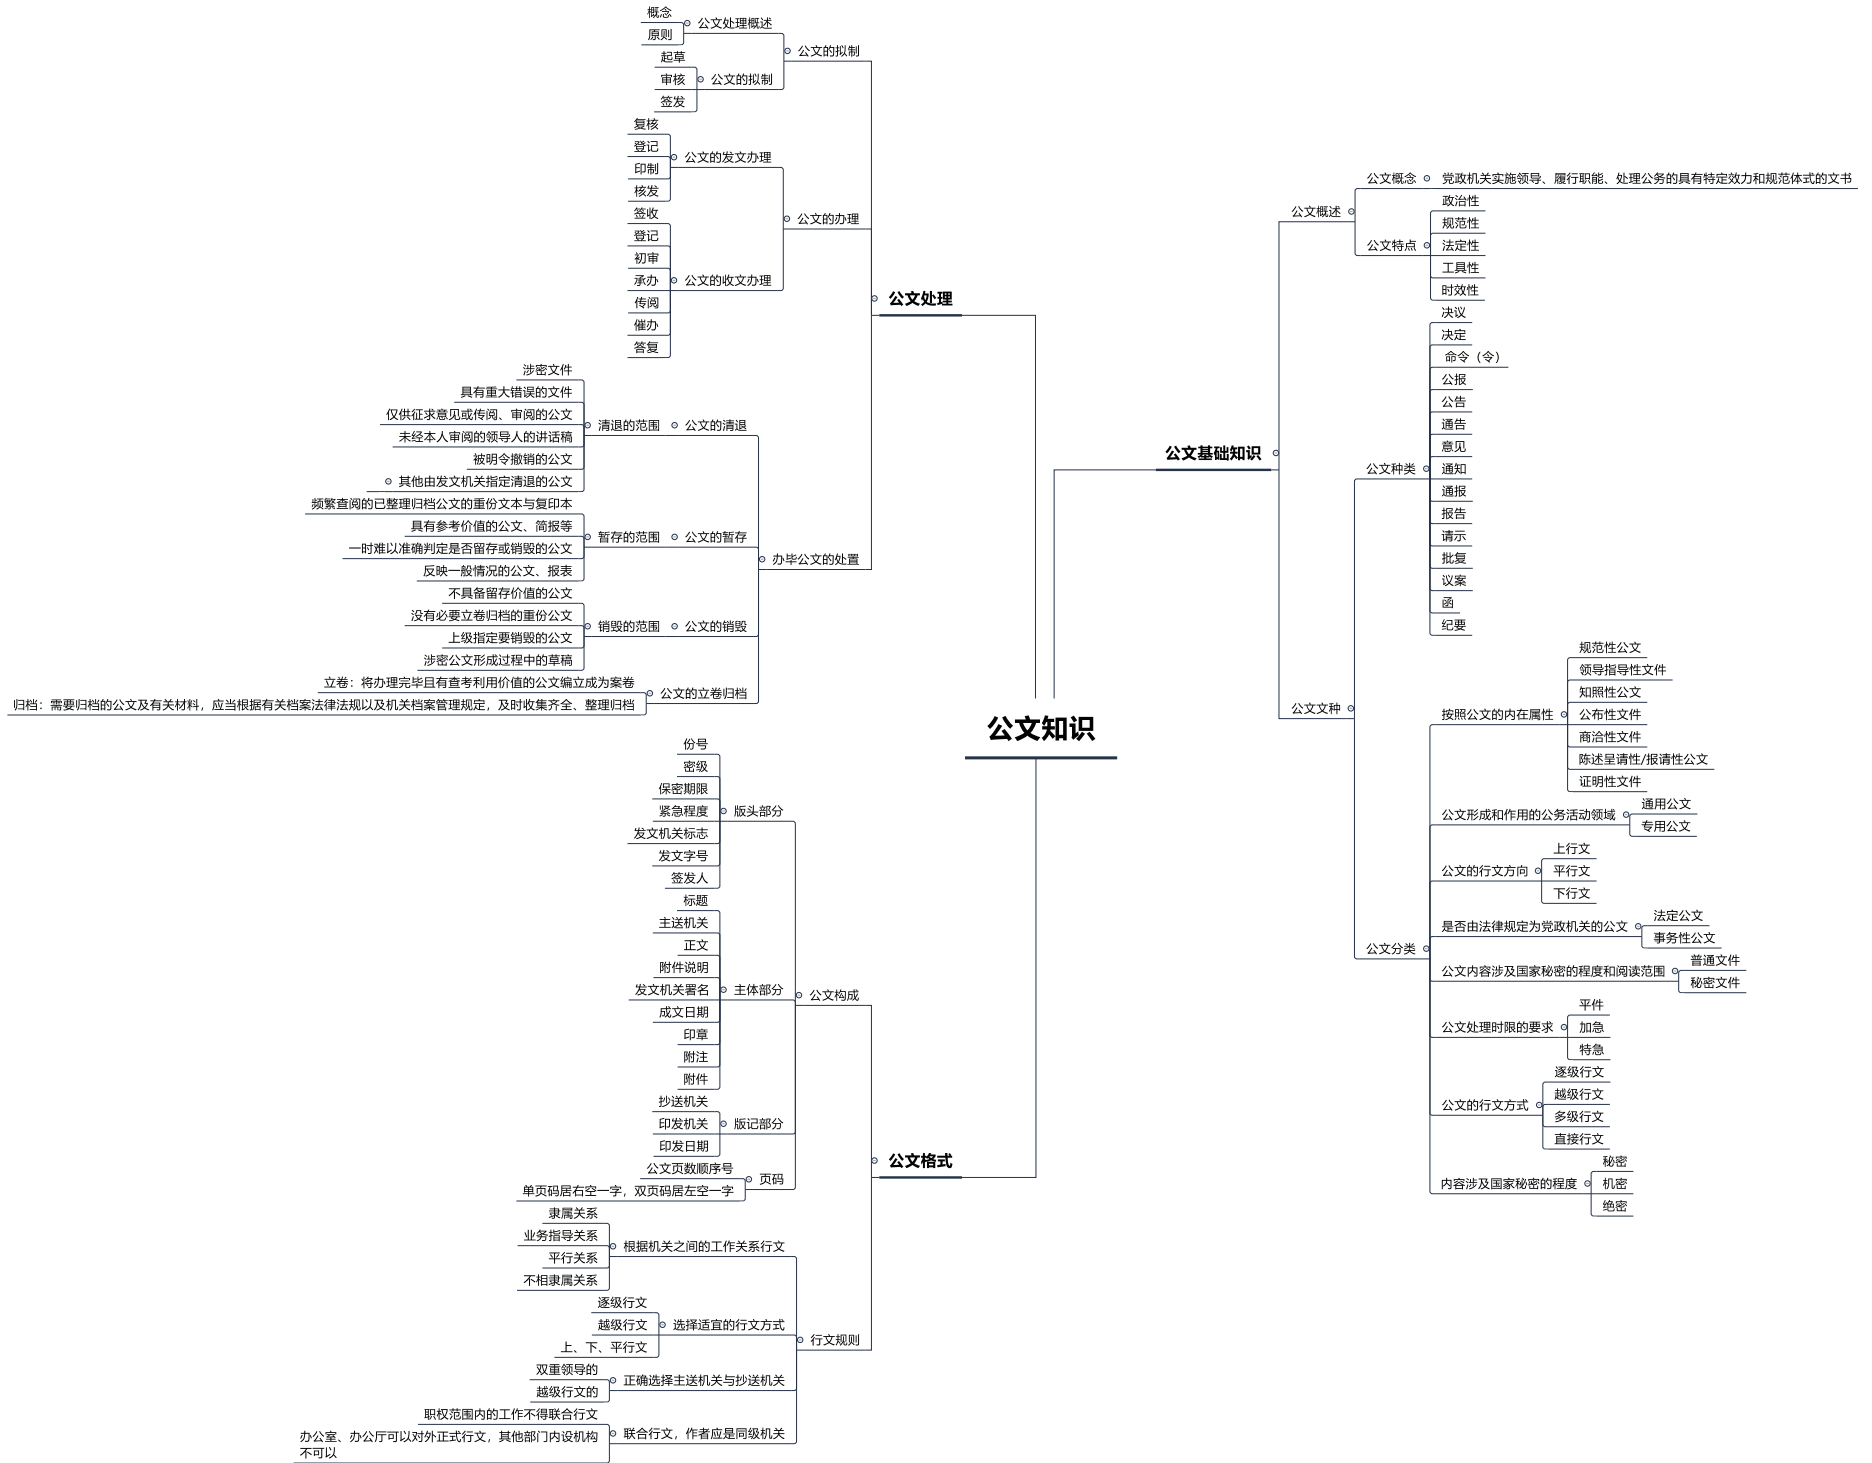 公文知识
公文基础知识
公文概述
公文概念
党政机关实施领导、履行职能、处理公务的具有特定效力和规范体式的文书
公文特点
政治性
规范性
法定性
工具性
时效性
公文文种
公文种类
决议
决定
命令（令）
公报
公告
通告
意见
通知
通报
报告
请示
批复
议案
函
纪要
公文分类
按照公文的内在属性
规范性公文
领导指导性文件
知照性公文
公布性文件
商洽性文件
陈述呈请性/报请性公文
证明性文件
公文形成和作用的公务活动领域
通用公文
专用公文
公文的行文方向
上行文
平行文
下行文
是否由法律规定为党政机关的公文
法定公文
事务性公文
公文内容涉及国家秘密的程度和阅读范围
普通文件
秘密文件
公文处理时限的要求
平件
加急
特急
公文的行文方式
逐级行文
越级行文
多级行文
直接行文
内容涉及国家秘密的程度
秘密
机密
绝密
公文处理
公文的拟制
公文处理概述
概念
原则
公文的拟制
起草
审核
签发
公文的办理
公文的发文办理
复核
登记
印制
核发
公文的收文办理
签收
登记
初审
承办
传阅
催办
答复
办毕公文的处置
公文的清退
清退的范围
涉密文件
具有重大错误的文件
仅供征求意见或传阅、审阅的公文
未经本人审阅的领导人的讲话稿
被明令撤销的公文
其他由发文机关指定清退的公文
公文的暂存
暂存的范围
频繁查阅的已整理归档公文的重份文本与复印本
具有参考价值的公文、简报等
一时难以准确判定是否留存或销毁的公文
反映一般情况的公文、报表
公文的销毁
销毁的范围
不具备留存价值的公文
没有必要立卷归档的重份公文
上级指定要销毁的公文
涉密公文形成过程中的草稿
公文的立卷归档
立卷：将办理完毕且有查考利用价值的公文编立成为案卷
归档：需要归档的公文及有关材料，应当根据有关档案法律法规以及机关档案管理规定，及时收集齐全、整理归档
公文格式
公文构成
版头部分
份号
密级
保密期限
紧急程度
发文机关标志
发文字号
签发人
主体部分
标题
主送机关
正文
附件说明
发文机关署名
成文日期
印章
附注
附件
版记部分
抄送机关
印发机关
印发日期
页码
公文页数顺序号
单页码居右空一字，双页码居左空一字
行文规则
根据机关之间的工作关系行文
隶属关系
业务指导关系
平行关系
不相隶属关系
选择适宜的行文方式
逐级行文
越级行文
上、下、平行文
正确选择主送机关与抄送机关
双重领导的
越级行文的
联合行文，作者应是同级机关
职权范围内的工作不得联合行文
办公室、办公厅可以对外正式行文，其他部门内设机构
不可以